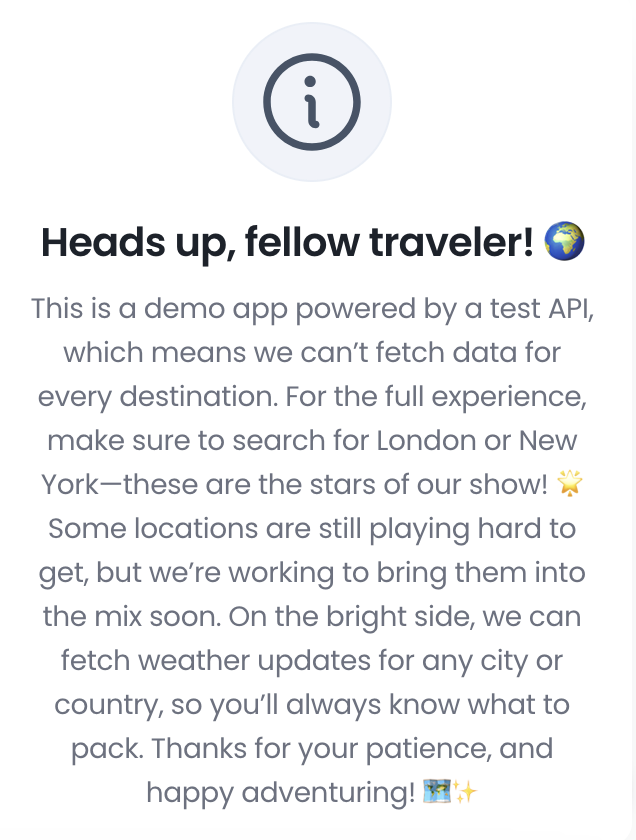 Heads up, fellow traveler! 🌍
This is a demo app powered by a test API,
which means we can’t fetch data for
every destination. For the full experience,
make sure to search for London or New
York—these are the stars of our show! 🌟
Some locations are still playing hard to
get, but we’re working to bring them into
the mix soon. On the bright side, we can
fetch weather updates for any city or
country, so you’ll always know what to
pack. Thanks for your patience, and
happy adventuring! 🗺️✨